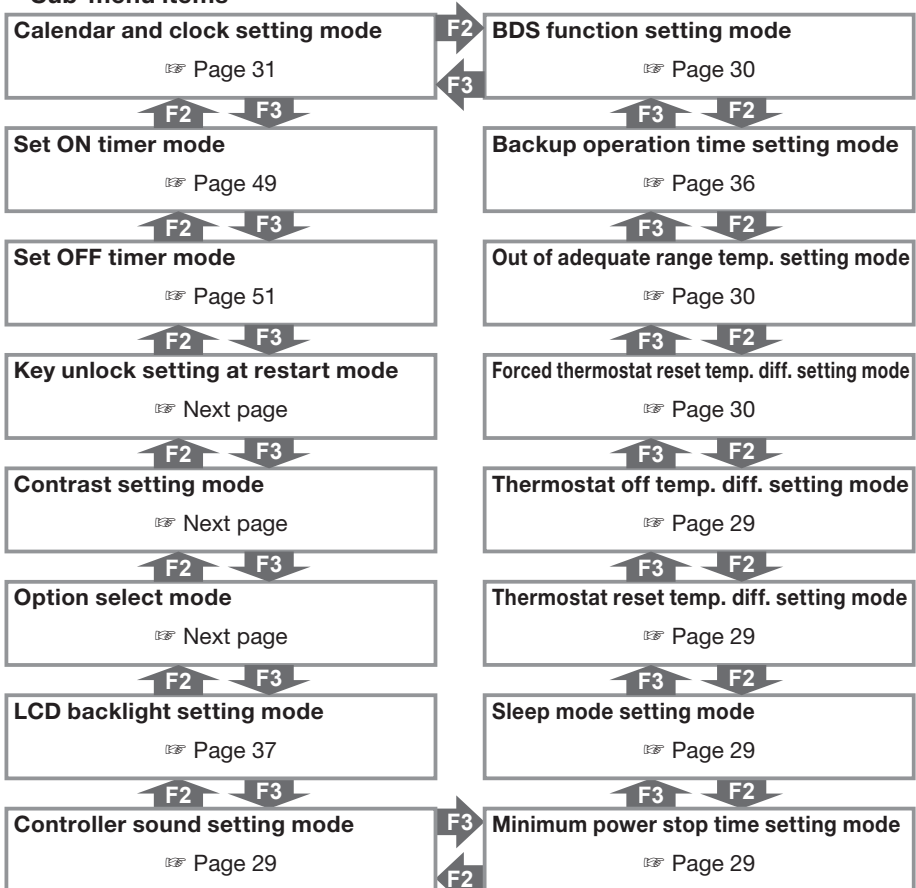 Sub-menu items
Calendar and clock setting mode
☞ Page 31
F2
F3
BDS function setting mode
☞ Page 30
F2 F3
F3 F2
Set ON timer mode
☞ Page 49
Backup operation time setting mode
☞ Page 36
F2 F3
F3 F2
Set OFF timer mode
☞ Page 51
Out of adequate range temp. setting mode
☞ Page 30
F2 F3
F3 F2
Key unlock setting at restart mode
☞ Next page
Forced thermostat reset temp. diff. setting mode
☞ Page 30
F2 F3
F3 F2
Contrast setting mode
☞ Next page
Thermostat off temp. diff. setting mode
☞ Page 29
F2 F3
F3 F2
Option select mode
☞ Next page
Thermostat reset temp. diff. setting mode
☞ Page 29
F2 F3
F3 F2
LCD backlight setting mode
☞ Page 37
Sleep mode setting mode
☞ Page 29
F2 F3
F3 F2
Controller sound setting mode
☞ Page 29
F3
F2
Minimum power stop time setting mode
☞ Page 29